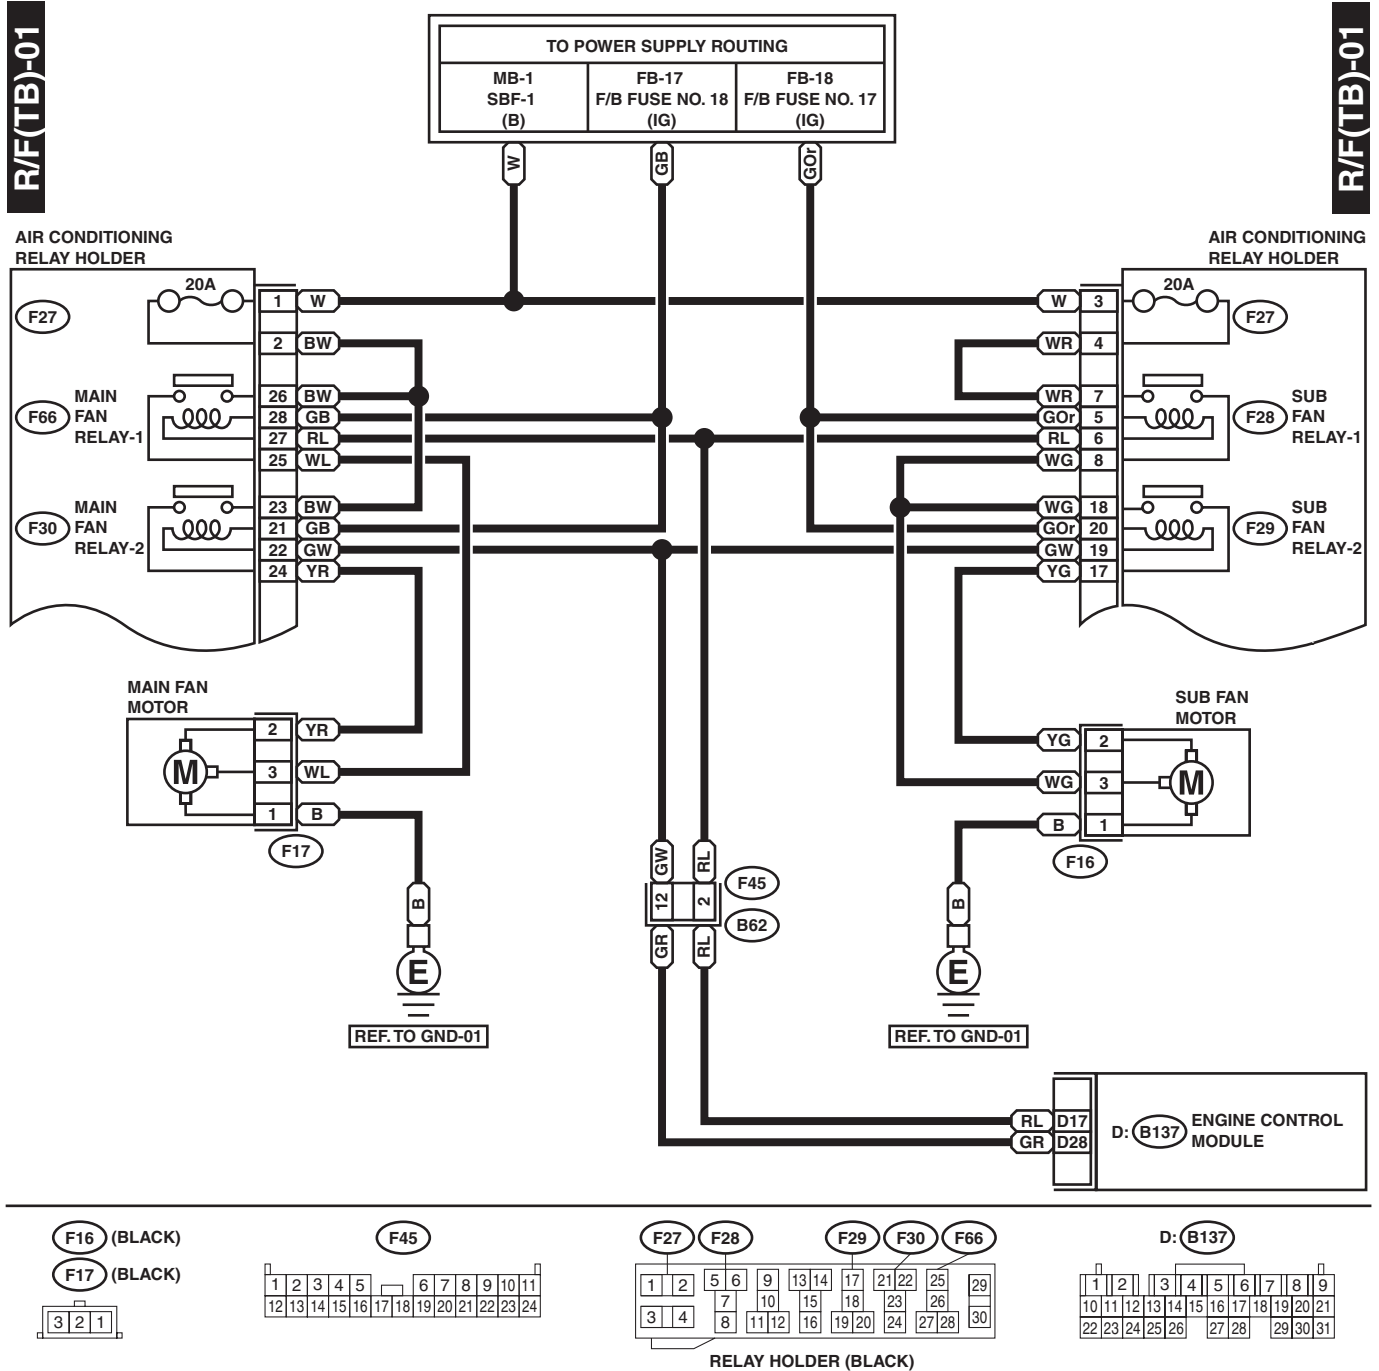 R/F(TB)-01
R/F(TB)-01
TO POWER SUPPLY ROUTING
MB-1
SBF-1
(B)
FB-17
F/B FUSE NO. 18
(IG)
FB-18
F/B FUSE NO. 17
(IG)
W
GB
GOr
AIR CONDITIONING
RELAY HOLDER
20A
F27
1 W
2 BW
MAIN
FAN
RELAY-1
F66
26 BW
28 GB
27 RL
25 WL
MAIN
FAN
RELAY-2
F30
23 BW
21 GB
22 GW
24 YR
AIR CONDITIONING
RELAY HOLDER
20A
F27
W 3
WR 4
WR 7
GOr 5
RL 6
WG 8
F28
SUB
FAN
RELAY-1
WG 18
GOr 20
GW 19
YG 17
F29
SUB
FAN
RELAY-2
MAIN FAN
MOTOR
M
2 YR
3 WL
1 B
F17
B
E
REF. TO GND-01
SUB FAN
MOTOR
YG 2
WG 3
B 1
M
F16
B
E
REF. TO GND-01
GW RL
12 2
F45
B62
GR RL
RL D17
GR D28
D: B137
ENGINE CONTROL
MODULE
F16 (BLACK)
F17 (BLACK)
3 2 1
F45
1 2 3 4 5 6 7 8 9 10 11
12 13 14 15 16 17 18 19 20 21 22 23 24
F27 F28 F29 F30 F66
1 2 5 6 9 13 14 17 21 22 25 29
7 10 15 18 23 26
3 4 8 11 12 16 19 20 24 27 28 30
RELAY HOLDER (BLACK)
D: B137
1 2 3 4 5 6 7 8 9
10 11 12 13 14 15 16 17 18 19 20 21
22 23 24 25 26 27 28 29 30 31